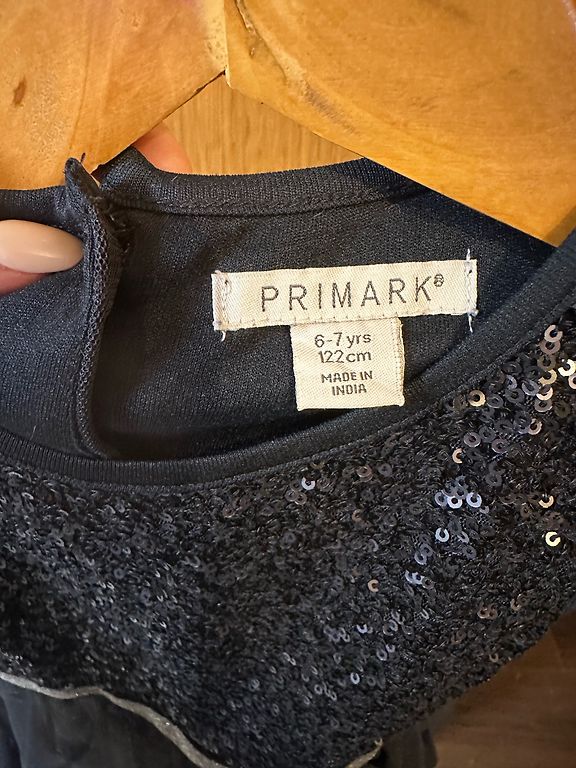 PRIMARK®
6-7 yrs
122cm
MADE IN
INDIA